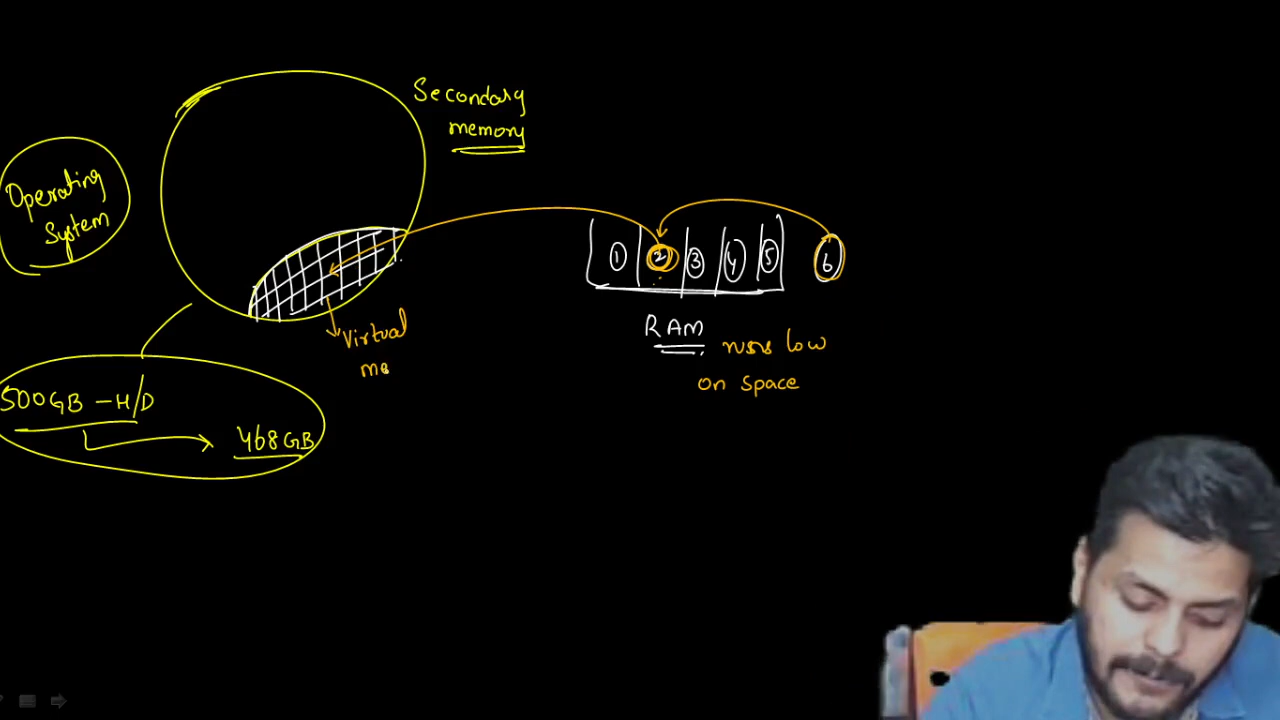 Secondary
memory
Operating
System
1 2 3 4 5 6
RAM runs low
on space
Virtual
me
500GB - H/D
468GB